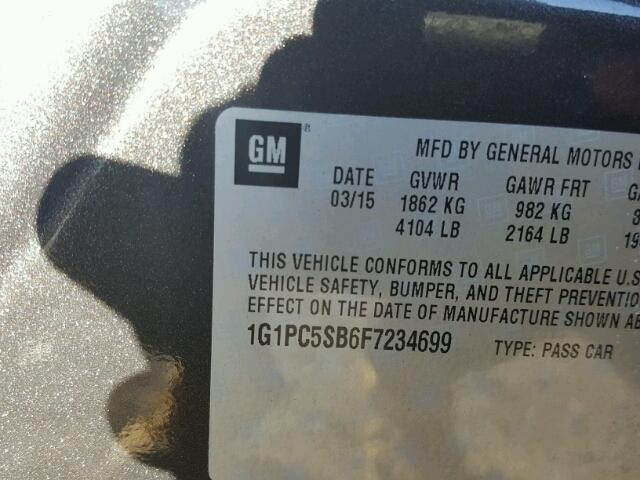 GM ®
MFD BY GENERAL MOTORS
DATE GVWR GAWR FRT
03/15 1862 KG 982 KG
4104 LB 2164 LB
THIS VEHICLE CONFORMS TO ALL APPLICABLE U.S
VEHICLE SAFETY, BUMPER, AND THEFT PREVENTIO
EFFECT ON THE DATE OF MANUFACTURE SHOWN AB
1G1PC5SB6F7234699 TYPE: PASS CAR